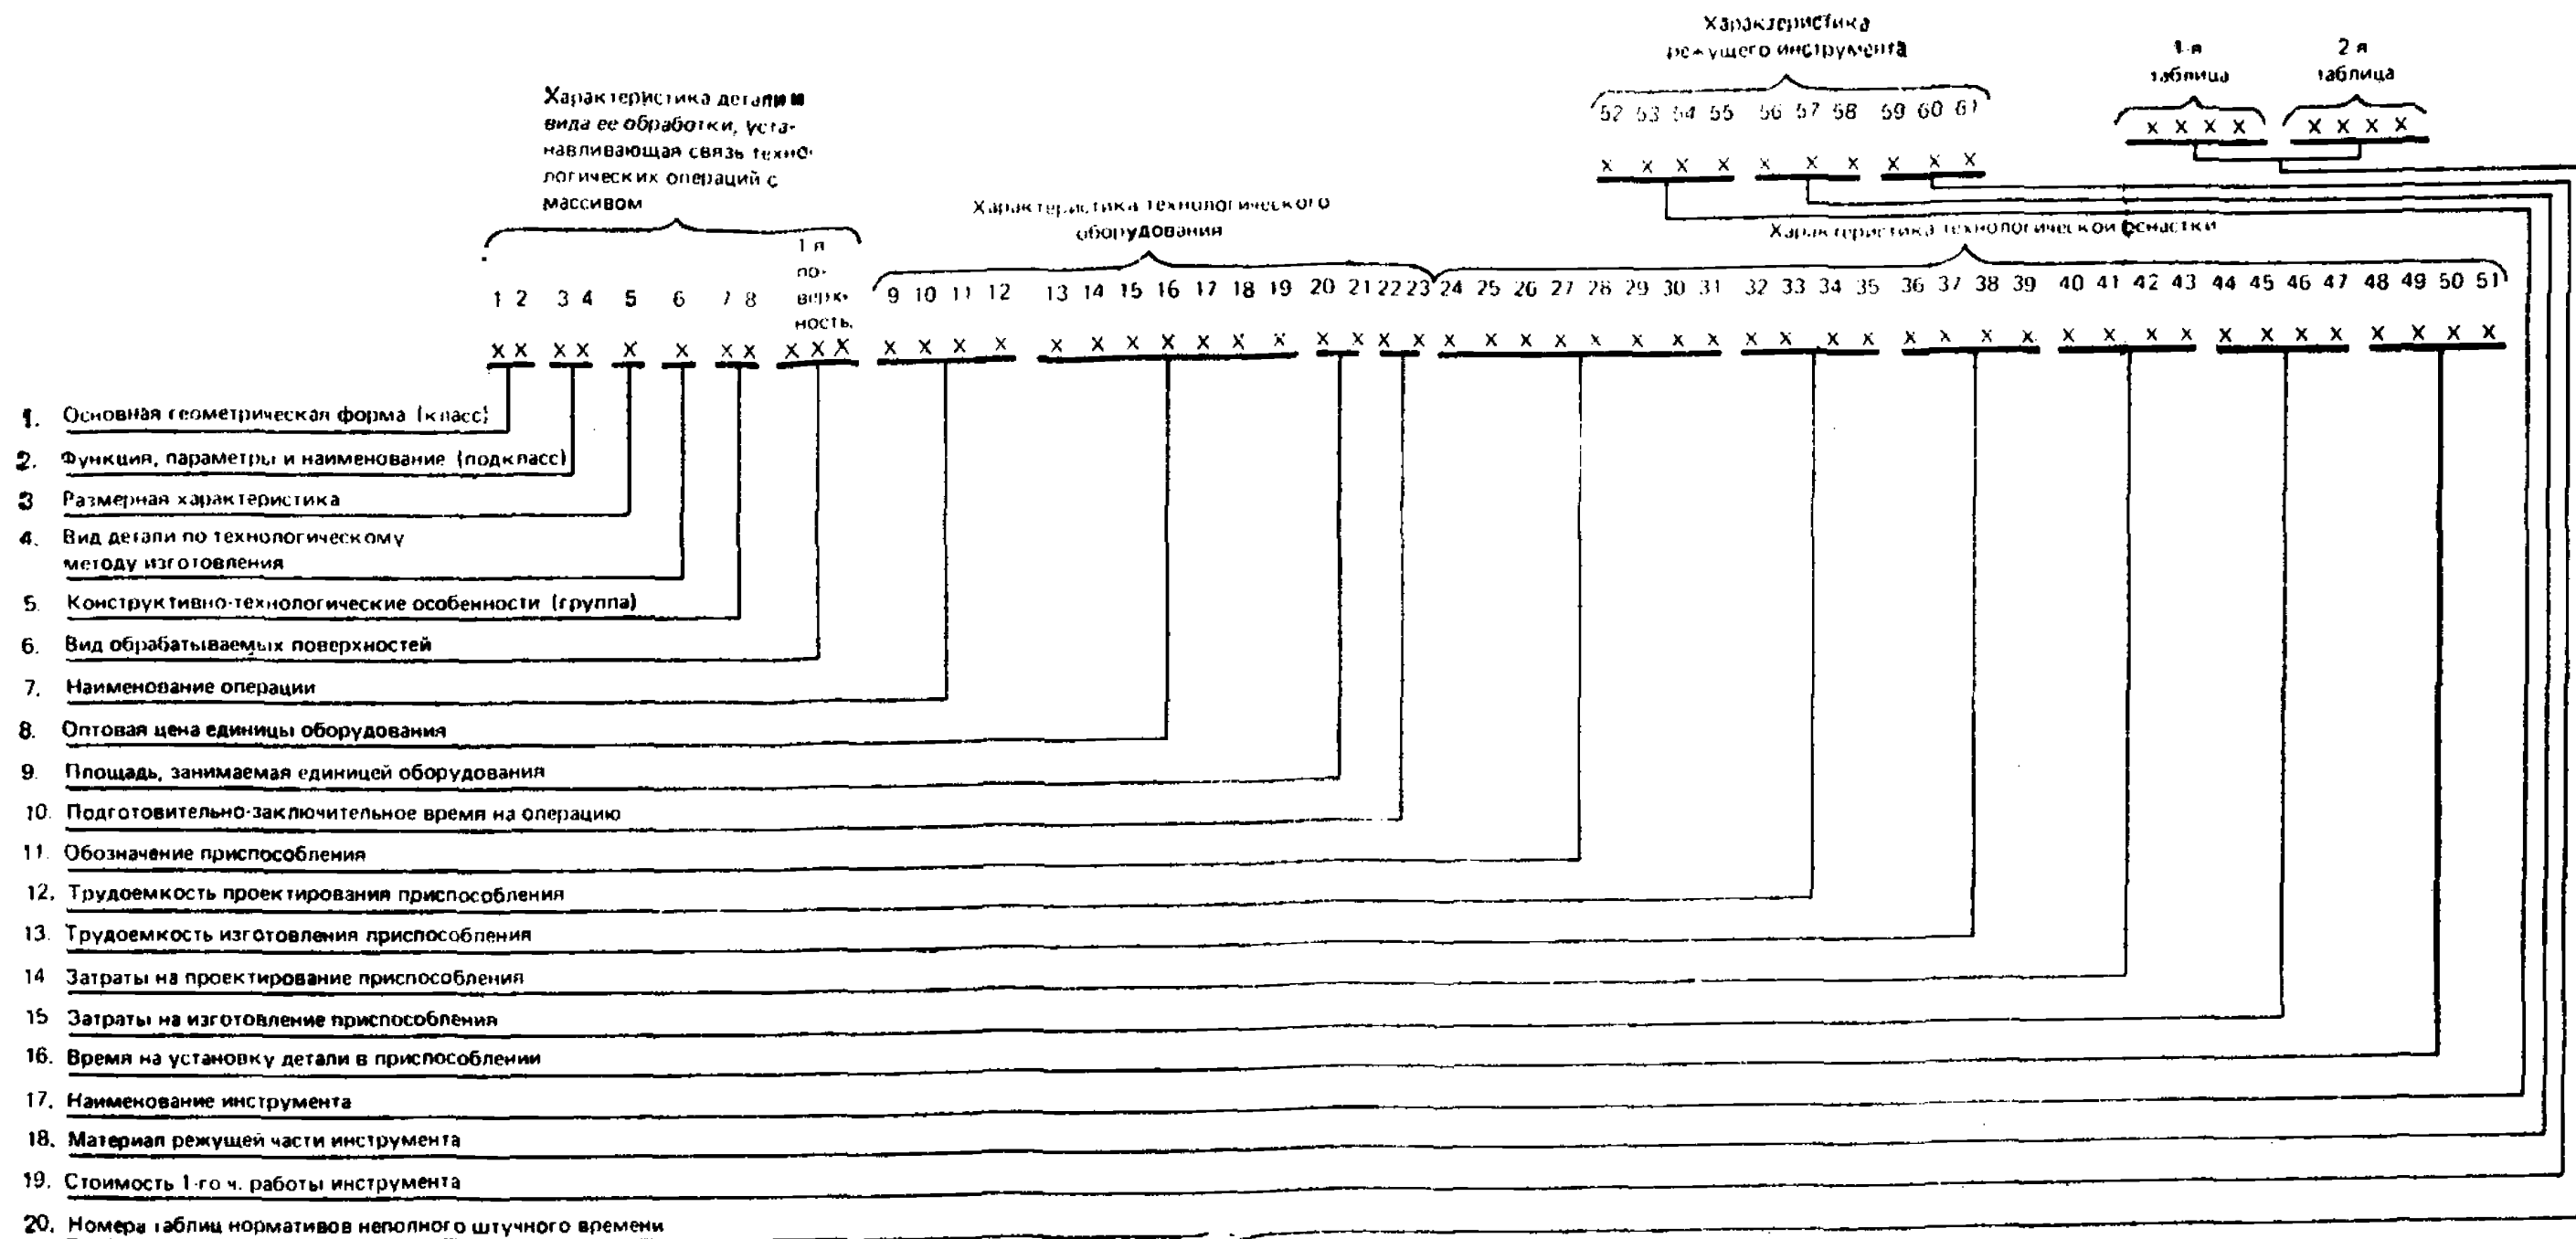 Характеристика
режущего инструмента
1-я
таблица
2 я
таблица
Характеристика детали и
вида ее обработки, уста-
навливающая связь техно-
логических операций с
массивом
52 53 54 55 56 57 58 59 60 61
X X X X X X X X
X X X X X X X X X X
Характеристика технологического
оборудования
Характеристика технологической оснастки
1 я
по-
верх-
ность.
1 2 3 4 5 6 7 8
9 10 11 12 13 14 15 16 17 18 19 20 21 22 23 24 25 26 27 28 29 30 31 32 33 34 35 36 37 38 39 40 41 42 43 44 45 46 47 48 49 50 51
X X X X X X X X X X X X X X X X X X X X X X X X X X X X X X X X X X X X X X X X X X X X X X X X X X X X X X
1. Основная геометрическая форма (класс)
2. Функция, параметры и наименование (подкласс)
3 Размерная характеристика
4. Вид детали по технологическому
методу изготовления
5. Конструктивно-технологические особенности (группа)
6. Вид обрабатываемых поверхностей
7. Наименование операции
8. Оптовая цена единицы оборудования
9. Площадь, занимаемая единицей оборудования
10. Подготовительно-заключительное время на операцию
11. Обозначение приспособления
12. Трудоемкость проектирования приспособления
13. Трудоемкость изготовления приспособления
14 Затраты на проектирование приспособления
15 Затраты на изготовление приспособления
16. Время на установку детали в приспособлении
17. Наименование инструмента
18. Материал режущей части инструмента
19. Стоимость 1-го ч. работы инструмента
20. Номера таблиц нормативов неполного штучного времени